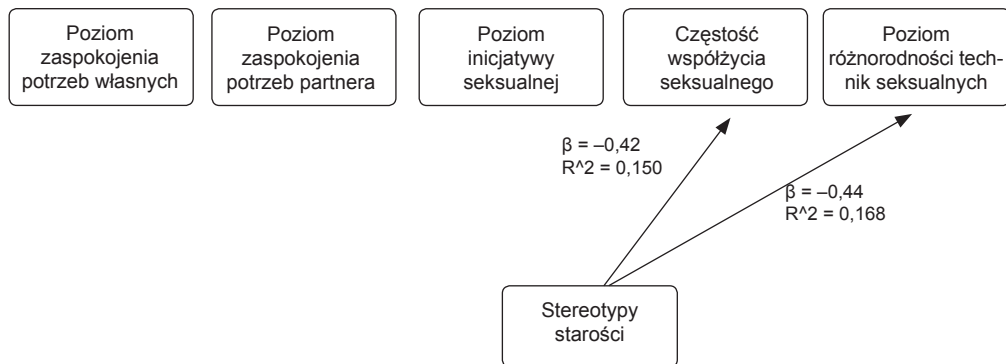 Poziom
zaspokojenia
potrzeb własnych
Poziom
zaspokojenia
potrzeb partnera
Poziom
inicjatywy
seksualnej
Częstość
współżycia
seksualnego
Poziom
różnorodności tech-
nik seksualnych
β = –0,42
R^2 = 0,150
β = –0,44
R^2 = 0,168
Stereotypy
starości